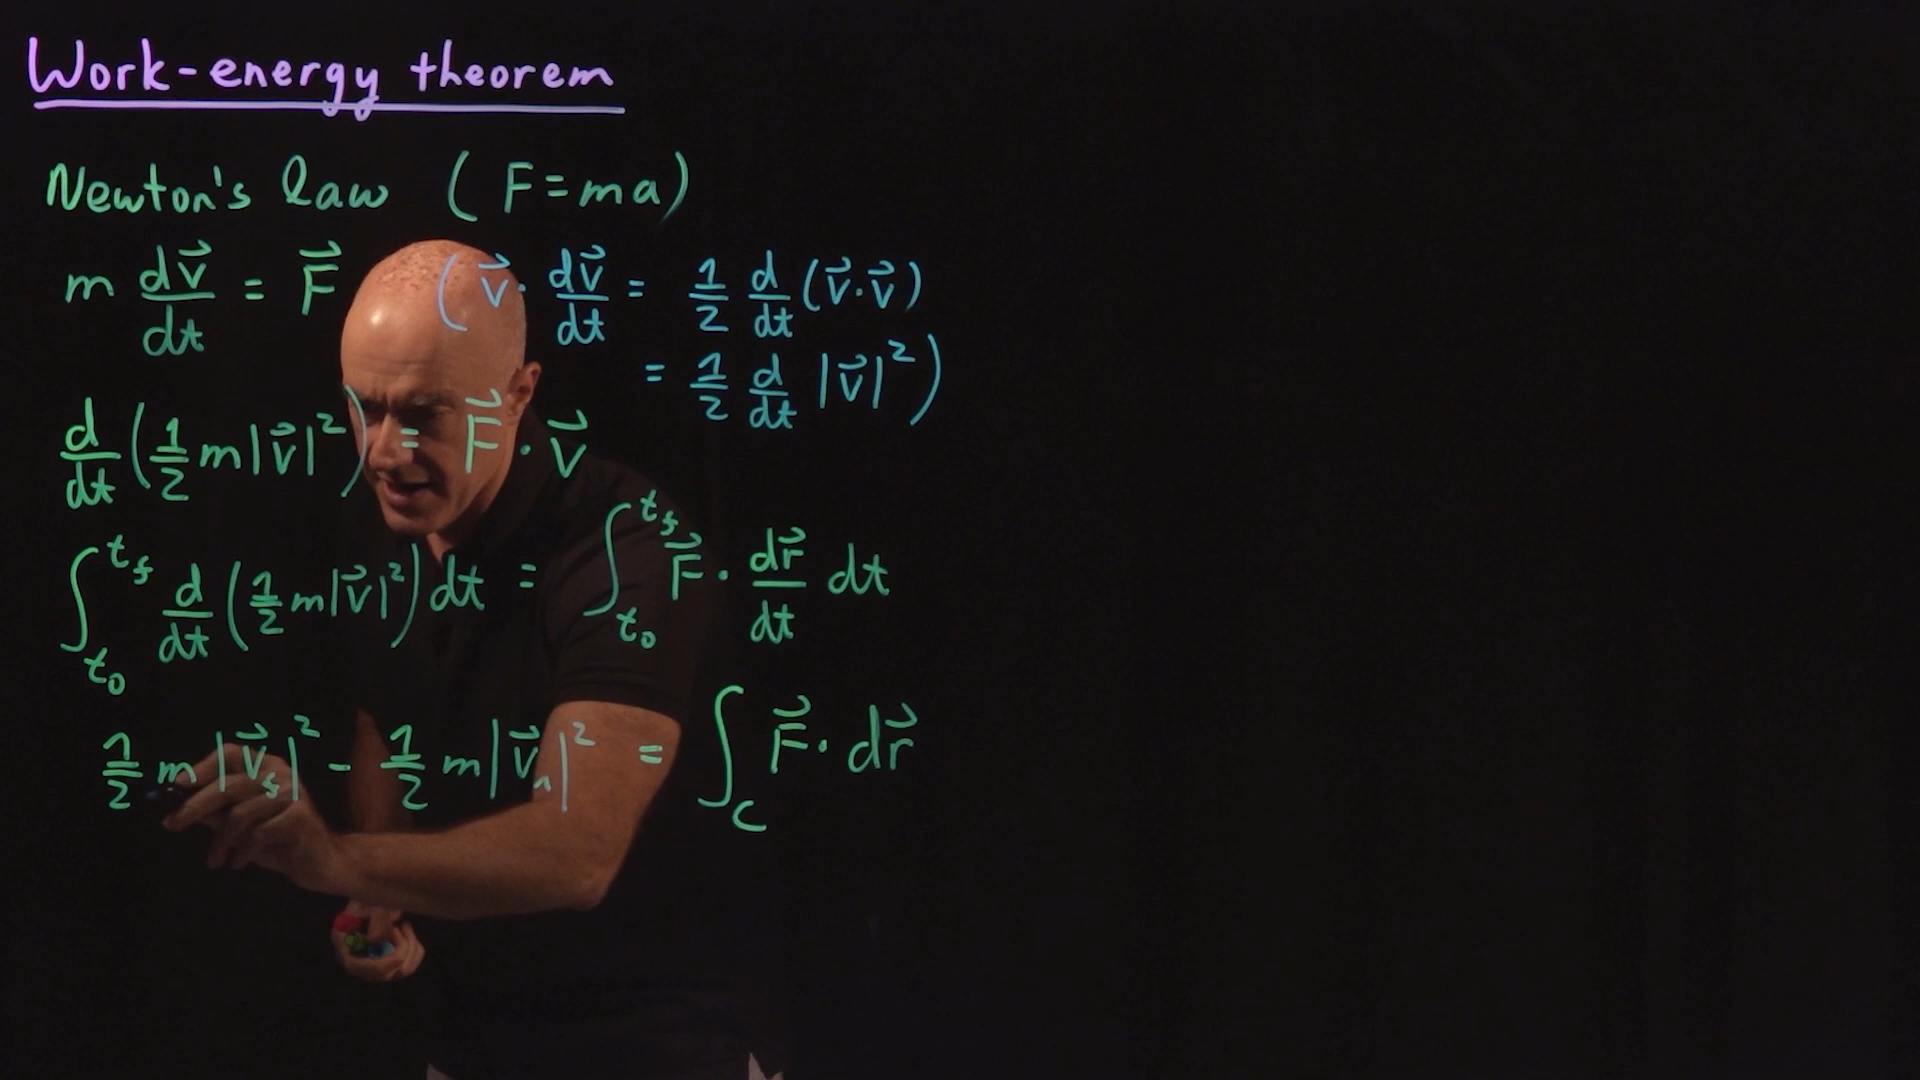 Work-energy theorem
Newton's law (F=ma)
m dv⃗/dt = F⃗ (v⃗ · dv⃗/dt = 1/2 d/dt (v⃗·v⃗)
= 1/2 d/dt |v⃗|²)
d/dt (1/2 m|v⃗|²) = F⃗ · v⃗
∫_{t₀}^{t_f} d/dt (1/2 m|v⃗|²) dt = ∫_{t₀}^{t_f} F⃗ · dr⃗/dt dt
1/2 m |v⃗_f|² - 1/2 m |v⃗|² = ∫_C F⃗ · dr⃗